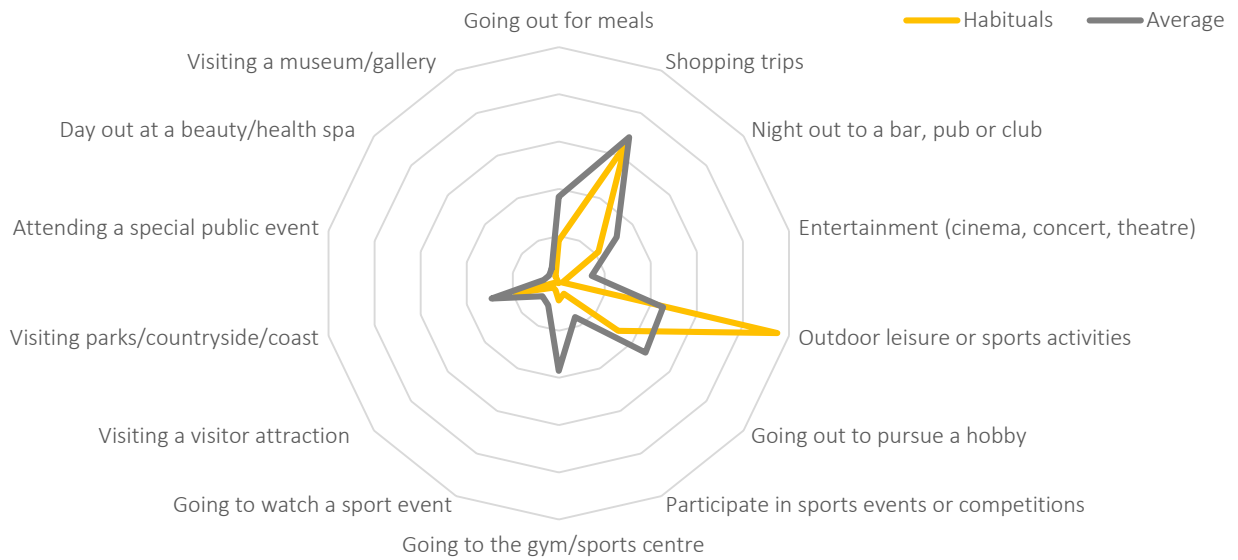 Going out for meals
Habituals
Average
Visiting a museum/gallery
Shopping trips
Day out at a beauty/health spa
Night out to a bar, pub or club
Attending a special public event
Entertainment (cinema, concert, theatre)
Visiting parks/countryside/coast
Outdoor leisure or sports activities
Visiting a visitor attraction
Going out to pursue a hobby
Going to watch a sport event
Participate in sports events or competitions
Going to the gym/sports centre